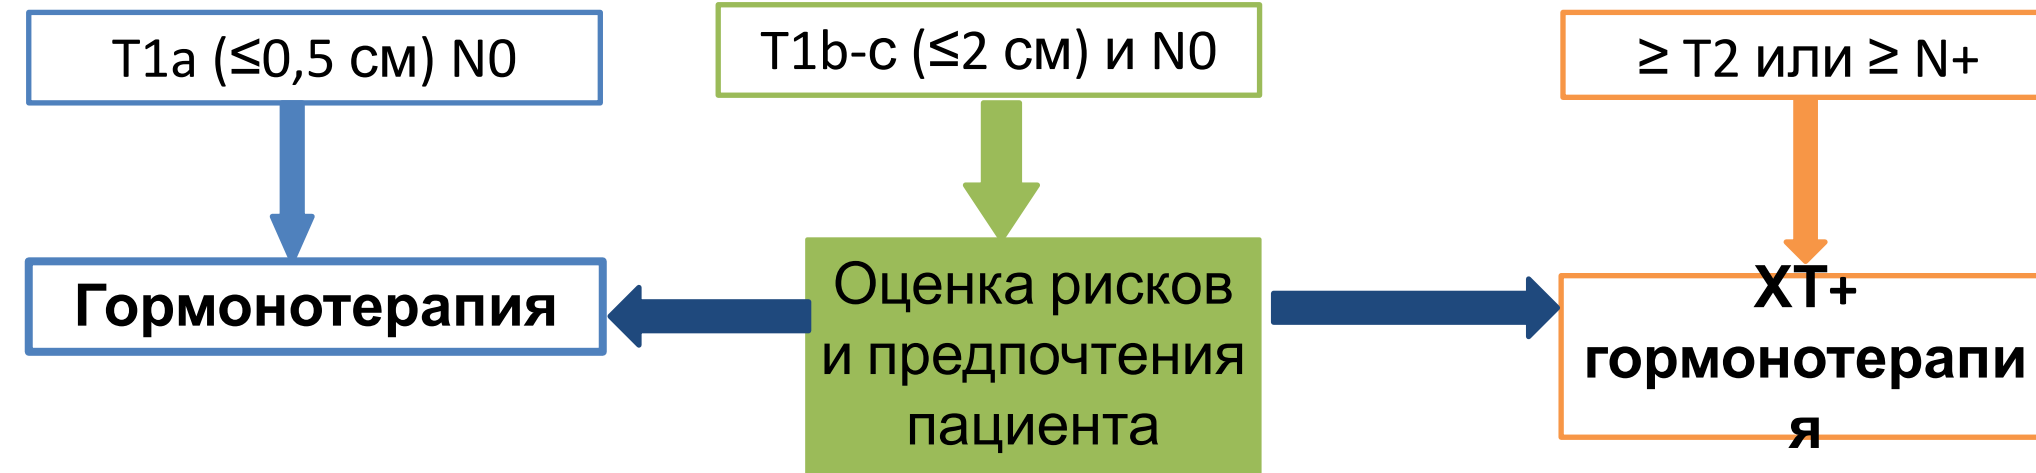 T1a (≤0,5 см) N0
T1b-с (≤2 см) и N0
≥ T2 или ≥ N+
Гормонотерапия
Оценка рисков
и предпочтения
пациента
ХТ+
гормонотерапи
я